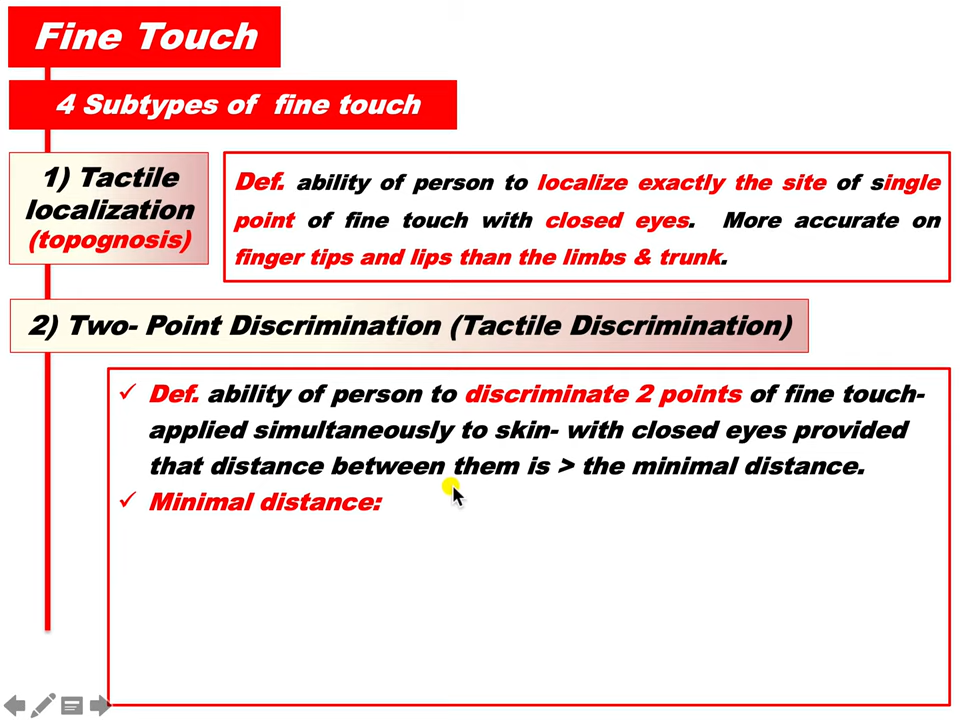 Fine Touch
4 Subtypes of fine touch
1) Tactile
localization
(topognosis)
Def. ability of person to localize exactly the site of single
point of fine touch with closed eyes. More accurate on
finger tips and lips than the limbs & trunk.
2) Two- Point Discrimination (Tactile Discrimination)
✓ Def. ability of person to discriminate 2 points of fine touch-
applied simultaneously to skin- with closed eyes provided
that distance between them is > the minimal distance.
✓ Minimal distance: